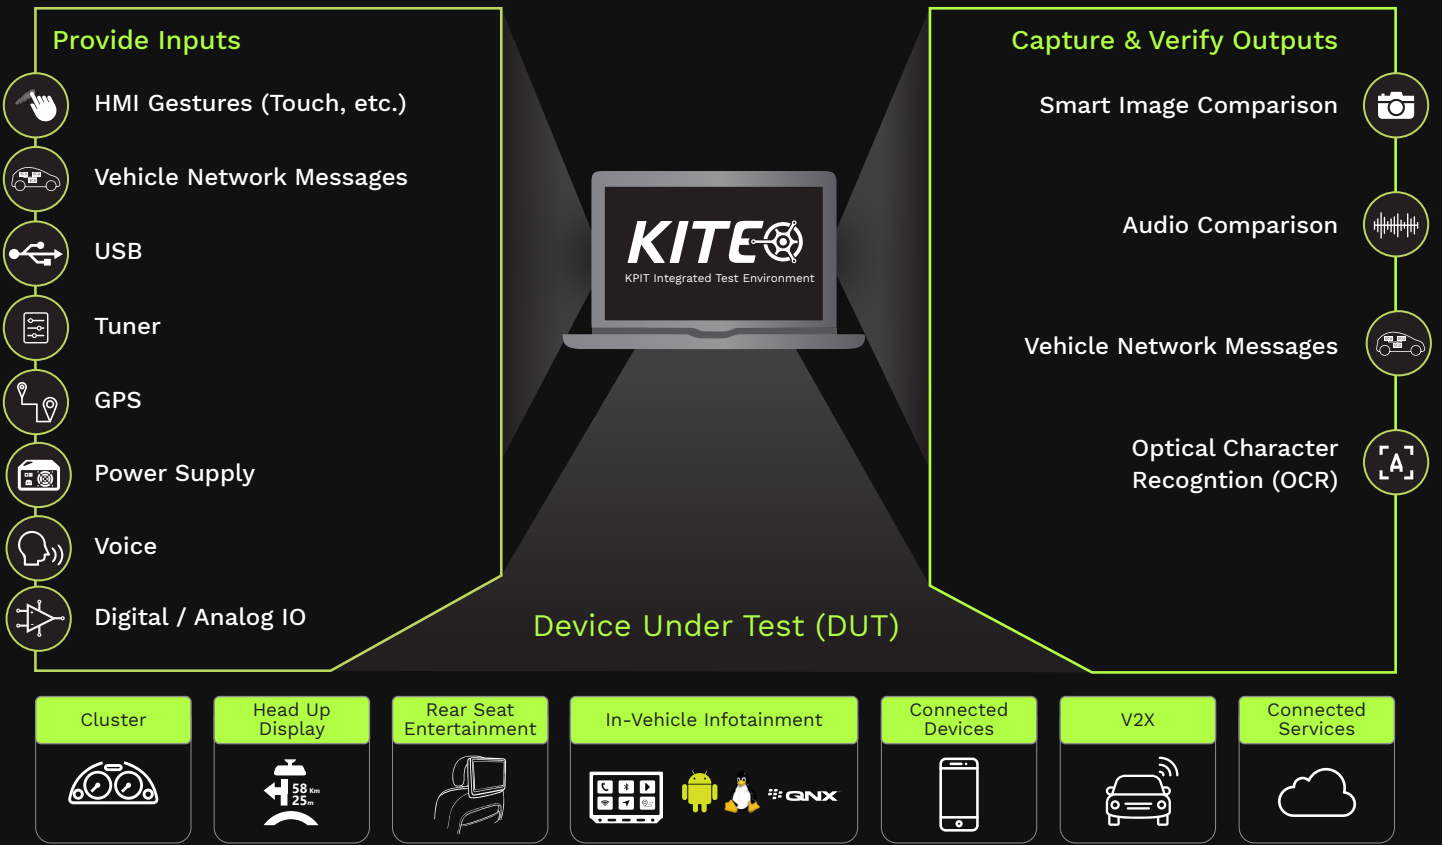 Provide Inputs
HMI Gestures (Touch, etc.)
Vehicle Network Messages
USB
Tuner
GPS
Power Supply
Voice
Digital / Analog IO
KITE
KPIT Integrated Test Environment
Capture & Verify Outputs
Smart Image Comparison
Audio Comparison
Vehicle Network Messages
Optical Character
Recogntion (OCR)
A
Device Under Test (DUT)
Cluster
Head Up
Display
58 Km
25m
Rear Seat
Entertainment
In-Vehicle Infotainment
QNX
Connected
Devices
V2X
Connected
Services